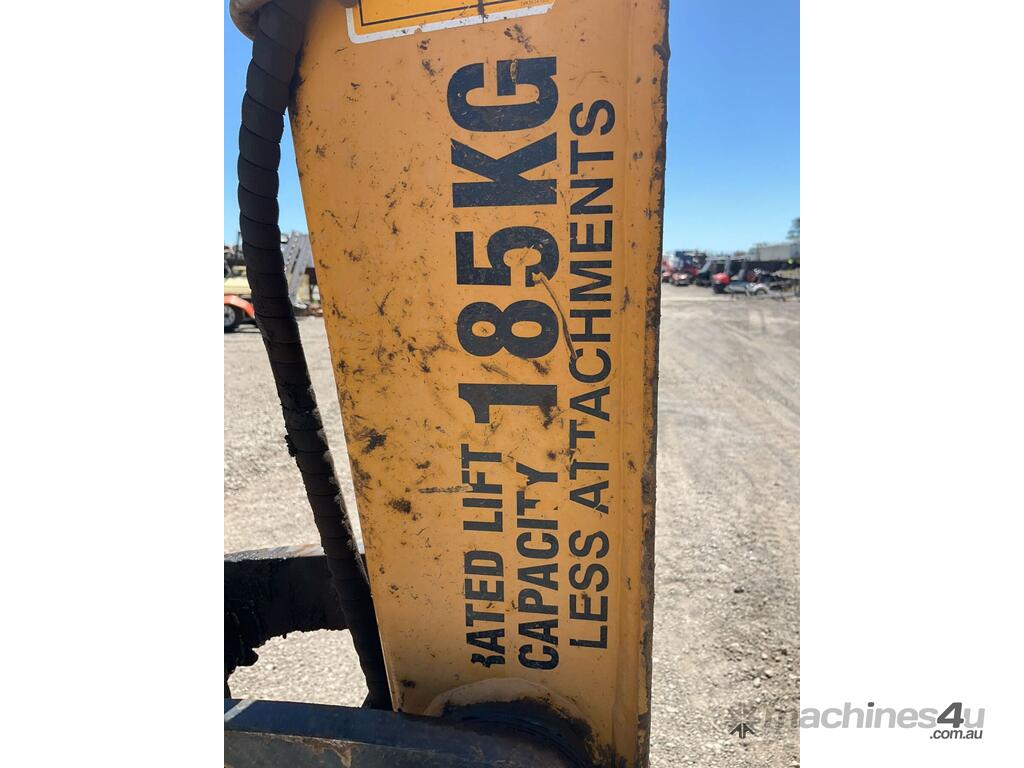 RATED LIFT
CAPACITY
185KG
LESS ATTACHMENTS
machines4u
.com.au